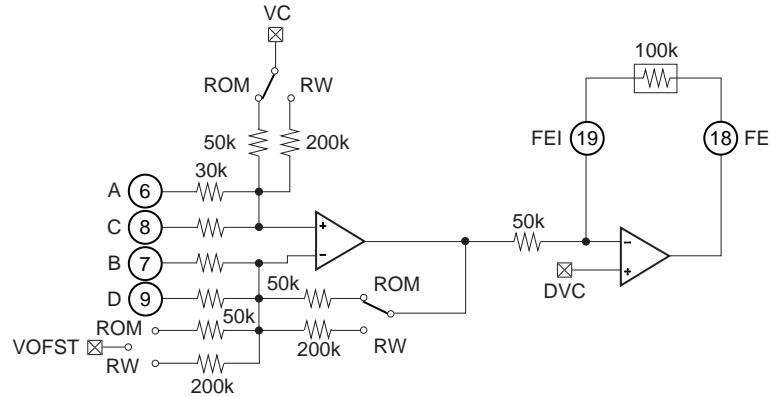 VC
ROM
RW
50k
200k
100k
FEI 19
18 FE
30k
A 6
C 8
B 7
D 9
+
−
50k
−
+
DVC
50k
ROM
50k
ROM
VOFST
RW
200k
200k
RW